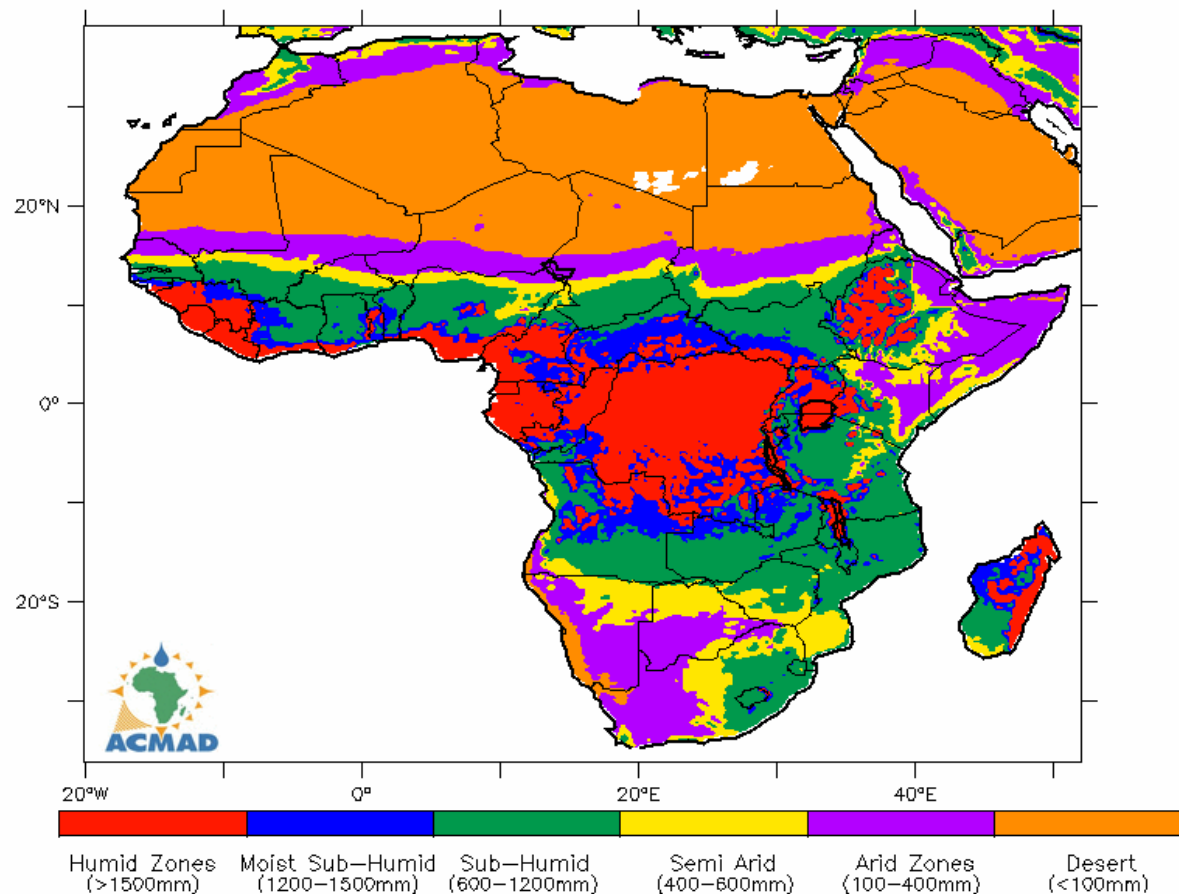 20°N
0°
20°S
ACMAD
20°W 0° 20°E 40°E
Humid Zones Moist Sub-Humid Sub-Humid Semi Arid Arid Zones Desert
(>1500mm) (1200-1500mm) (600-1200mm) (400-600mm) (100-400mm) (<100mm)